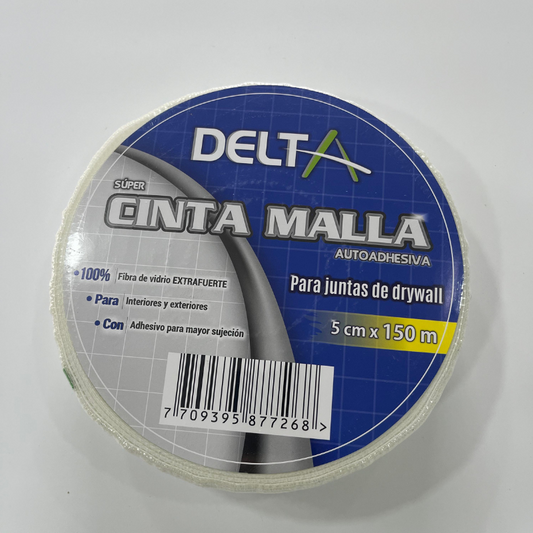 DELTA
SÚPER
CINTA MALLA
AUTOADHESIVA
•100% Fibra de vidrio EXTRAFUERTE
• Para Interiores y exteriores
• Con Adhesivo para mayor sujeción
Para juntas de drywall
5 cm x 150 m
7 709395 877268 >